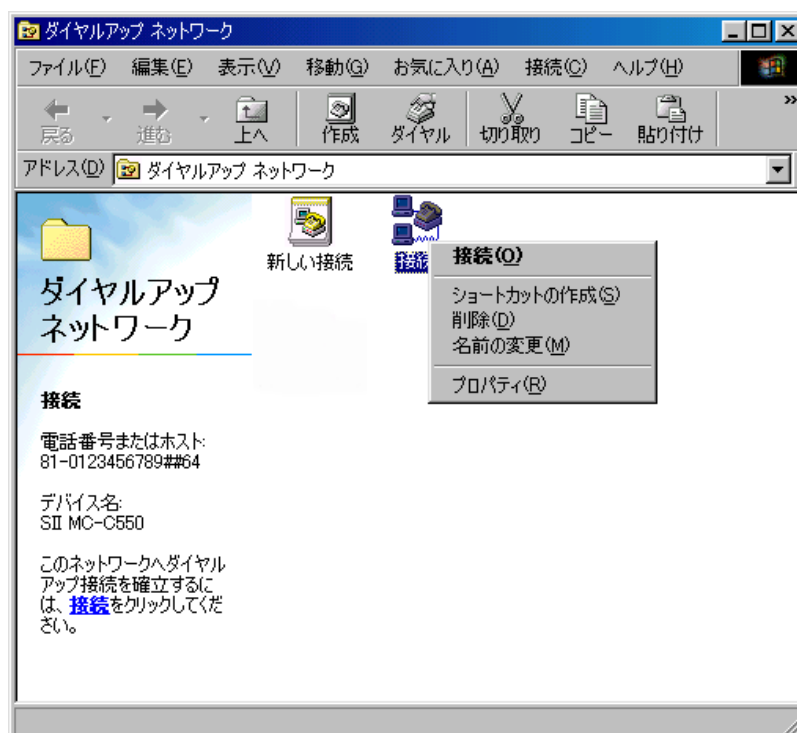 ダイヤルアップ ネットワーク
ファイル(F) 編集(E) 表示(V) 移動(G) お気に入り(A) 接続(C) ヘルプ(H)
戻る 進む 上へ 作成 ダイヤル 切り取り コピー 貼り付け »
アドレス(D) ダイヤルアップ ネットワーク
新しい接続
接続
接続(O)
ショートカットの作成(S)
削除(D)
名前の変更(M)
プロパティ(R)
ダイヤルアップ
ネットワーク
接続
電話番号またはホスト:
81-0123456789##64
デバイス名:
SII MC-C550
このネットワークへダイヤル
アップ接続を確立するに
は、接続をクリックしてくだ
さい。